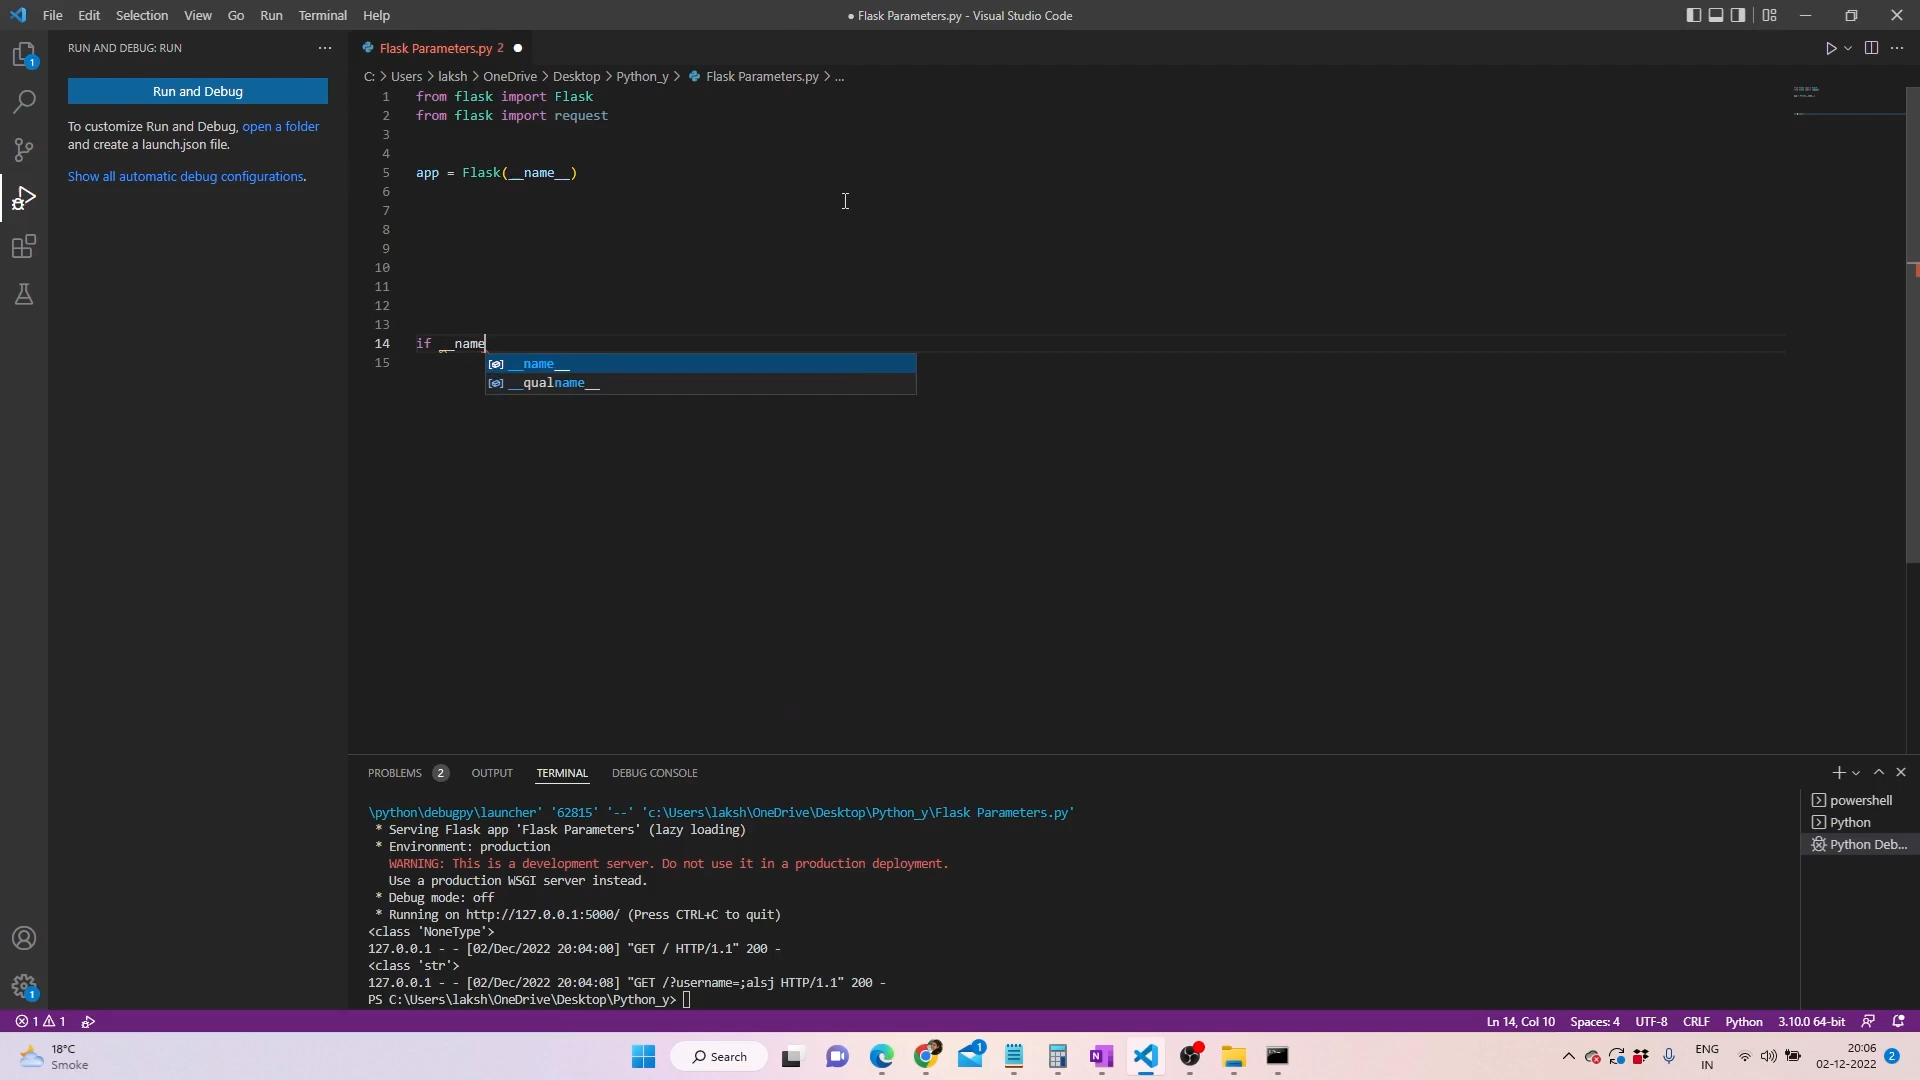 File Edit Selection View Go Run Terminal Help
● Flask Parameters.py - Visual Studio Code
RUN AND DEBUG: RUN
Run and Debug
To customize Run and Debug, open a folder
and create a launch.json file.
Show all automatic debug configurations.
Flask Parameters.py 2
C: > Users > laksh > OneDrive > Desktop > Python_y > Flask Parameters.py > ...
1 from flask import Flask
2 from flask import request
3
4
5 app = Flask(__name__)
6
7
8
9
10
11
12
13
14 if __name
__name__
15
__qualname__
PROBLEMS 2 OUTPUT TERMINAL DEBUG CONSOLE
\python\debugpy\launcher' '62815' '--' 'c:\Users\laksh\OneDrive\Desktop\Python_y\Flask Parameters.py'
* Serving Flask app 'Flask Parameters' (lazy loading)
* Environment: production
WARNING: This is a development server. Do not use it in a production deployment.
Use a production WSGI server instead.
* Debug mode: off
* Running on http://127.0.0.1:5000/ (Press CTRL+C to quit)
<class 'NoneType'>
127.0.0.1 - - [02/Dec/2022 20:04:00] "GET / HTTP/1.1" 200 -
<class 'str'>
127.0.0.1 - - [02/Dec/2022 20:04:08] "GET /?username=;alsj HTTP/1.1" 200 -
PS C:\Users\laksh\OneDrive\Desktop\Python_y>
powershell
Python
Python Deb...
1
1
1 1
Ln 14, Col 10 Spaces: 4 UTF-8 CRLF Python 3.10.0 64-bit
18°C
Smoke
Search
1
ENG
IN
20:06
02-12-2022
2